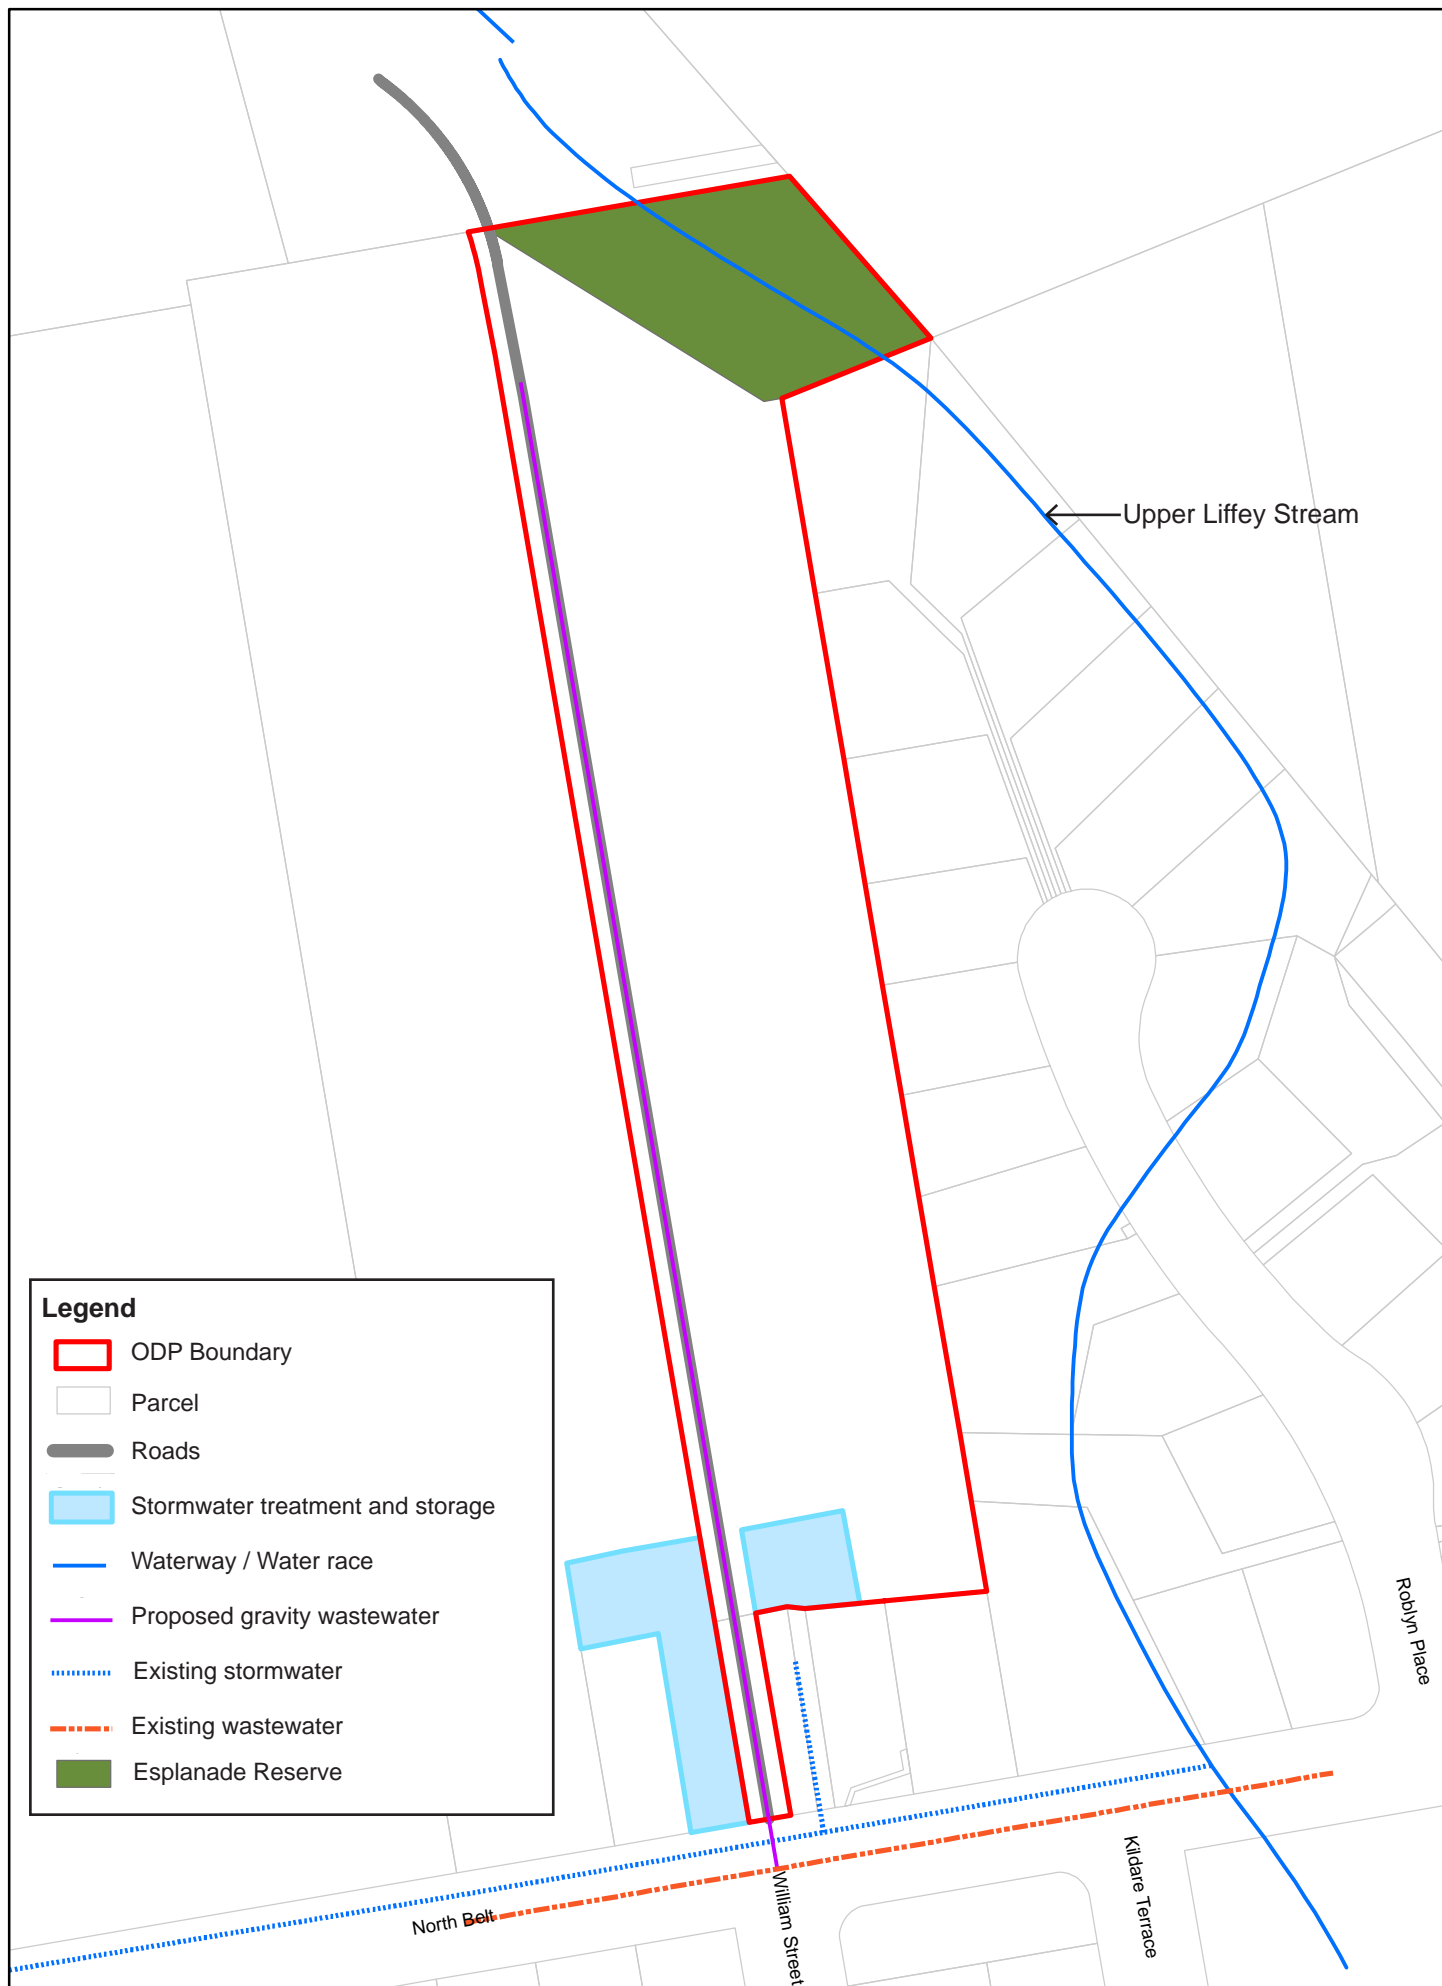 Upper Liffey Stream
Legend
ODP Boundary
Parcel
Roads
Stormwater treatment and storage
Waterway / Water race
Proposed gravity wastewater
Existing stormwater
Existing wastewater
Esplanade Reserve
Roblyn Place
Kildare Terrace
William Street
North Belt